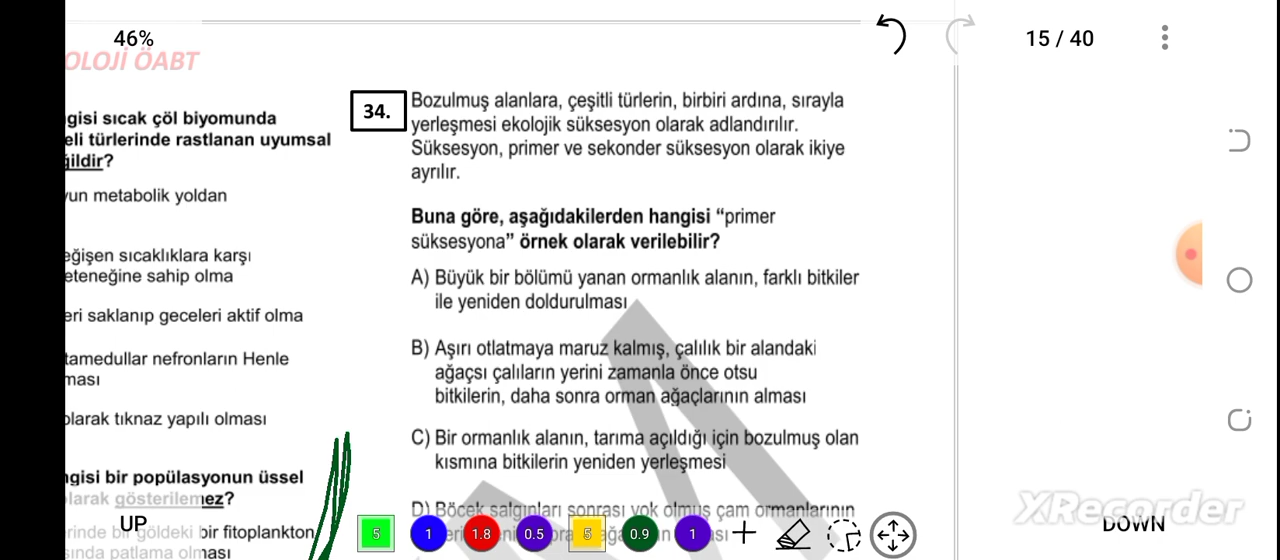 46%
15 / 40
OLOJİ ÖABT
gisi sıcak çöl biyomunda
eli türlerinde rastlanan uyumsal
ğildir?
yun metabolik yoldan
eğişen sıcaklıklara karşı
eteneğine sahip olma
eri saklanıp geceleri aktif olma
tamedullar nefronların Henle
ması
olarak tıknaz yapılı olması
ngisi bir popülasyonun üssel
larak gösterilemez?
UP
erinde bir göldeki bir fitoplankton
sında patlama olması
34.
Bozulmuş alanlara, çeşitli türlerin, birbiri ardına, sırayla
yerleşmesi ekolojik süksesyon olarak adlandırılır.
Süksesyon, primer ve sekonder süksesyon olarak ikiye
ayrılır.
Buna göre, aşağıdakilerden hangisi “primer
süksesyona” örnek olarak verilebilir?
A) Büyük bir bölümü yanan ormanlık alanın, farklı bitkiler
ile yeniden doldurulması
B) Aşırı otlatmaya maruz kalmış, çalılık bir alandaki
ağaçsı çalıların yerini zamanla önce otsu
bitkilerin, daha sonra orman ağaçlarının alması
C) Bir ormanlık alanın, tarıma açıldığı için bozulmuş olan
kısmına bitkilerin yeniden yerleşmesi
D) Böcek salgınları sonrası yok olmuş çam ormanlarının
5 1 1.8 0.5 5 0.9 1
XRecorder
DOWN